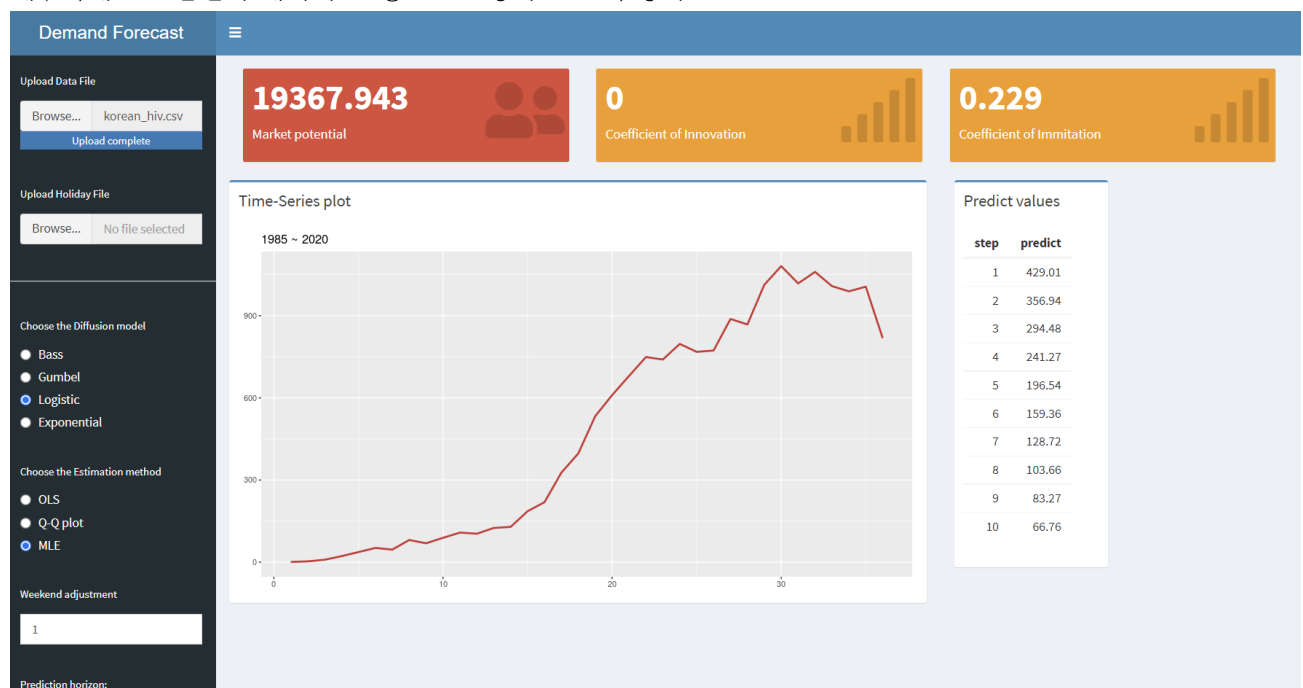 Demand Forecast
Upload Data File
Browse... korean_hiv.csv
Upload complete
Upload Holiday File
Browse... No file selected
Choose the Diffusion model
Bass
Gumbel
Logistic
Exponential
Choose the Estimation method
OLS
Q-Q plot
MLE
Weekend adjustment
1
Prediction horizon:
19367.943
Market potential
0
Coefficient of Innovation
0.229
Coefficient of Immitation
Time-Series plot
1985 ~ 2020
900
600
300
0
0 10 20 30
Predict values
step predict
1 429.01
2 356.94
3 294.48
4 241.27
5 196.54
6 159.36
7 128.72
8 103.66
9 83.27
10 66.76